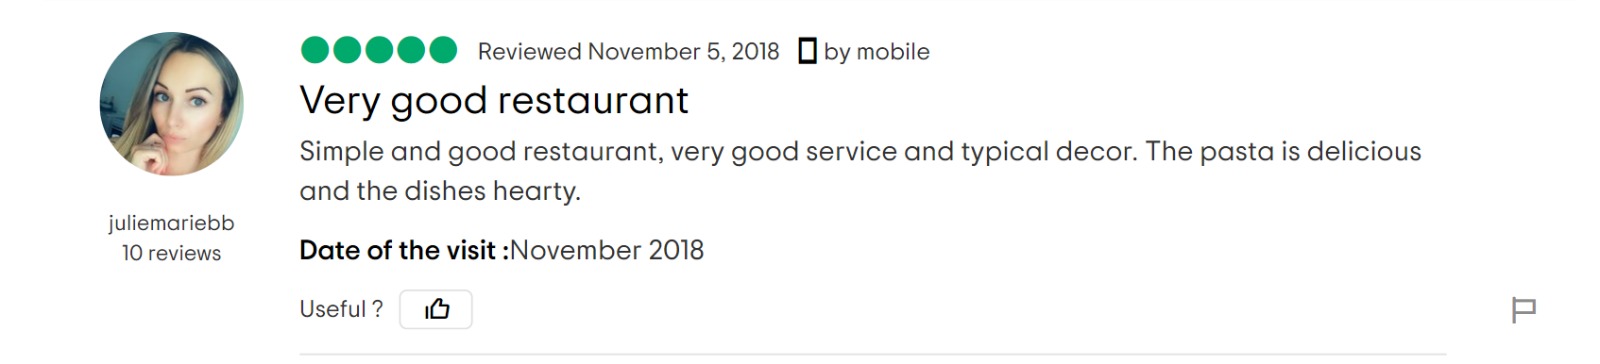 Reviewed November 5, 2018 by mobile
Very good restaurant
Simple and good restaurant, very good service and typical decor. The pasta is delicious
and the dishes hearty.
juliemariebb
10 reviews
Date of the visit :November 2018
Useful ?